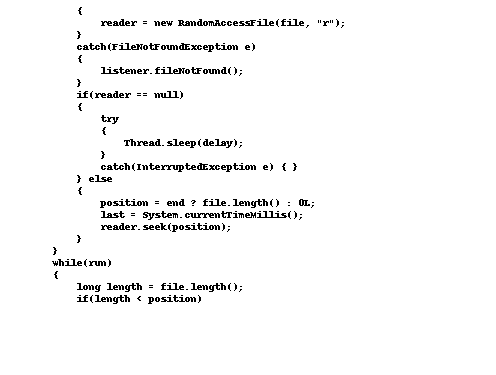 {
reader = new RandomAccessFile(file, "r");
}
catch(FileNotFoundException e)
{
listener.fileNotFound();
}
if(reader == null)
{
try
{
Thread.sleep(delay);
}
catch(InterruptedException e) { }
} else
{
position = end ? file.length() : 0L;
last = System.currentTimeMillis();
reader.seek(position);
}
}
while(run)
{
long length = file.length();
if(length < position)